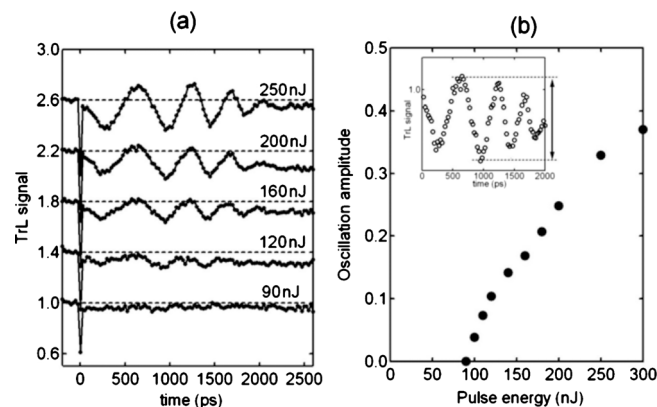 (a)
3.0
2.6
2.2
1.8
1.4
1.0
0.6
TrL signal
250nJ
200nJ
160nJ
120nJ
90nJ
0 500 1000 1500 2000 2500
time (ps)
(b)
0.5
0.4
0.3
0.2
0.1
0.0
Oscillation amplitude
1.0
TrL signal
0 500 1000 1500 2000
time (ps)
0 50 100 150 200 250 300
Pulse energy (nJ)